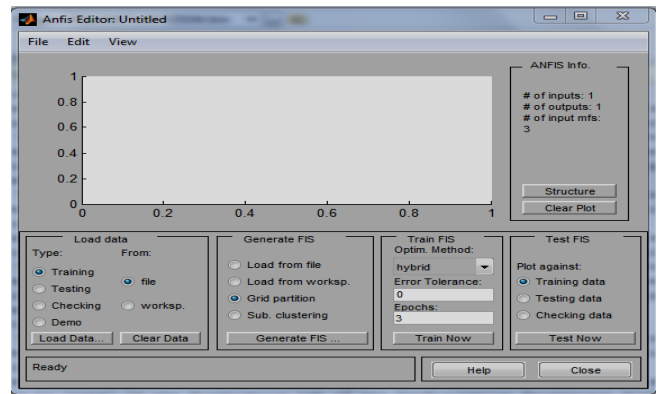 Anfis Editor: Untitled
File Edit View
ANFIS Info.
# of inputs: 1
# of outputs: 1
# of input mfs:
3
Structure
Clear Plot
1
0.8
0.6
0.4
0.2
0
0 0.2 0.4 0.6 0.8 1
Load data
Type: From:
Training
file
Testing
Checking
worksp.
Demo
Load Data... Clear Data
Generate FIS
Load from file
Load from worksp.
Grid partition
Sub. clustering
Generate FIS ...
Train FIS
Optim. Method:
hybrid
Error Tolerance:
0
Epochs:
3
Train Now
Test FIS
Plot against:
Training data
Testing data
Checking data
Test Now
Ready
Help
Close